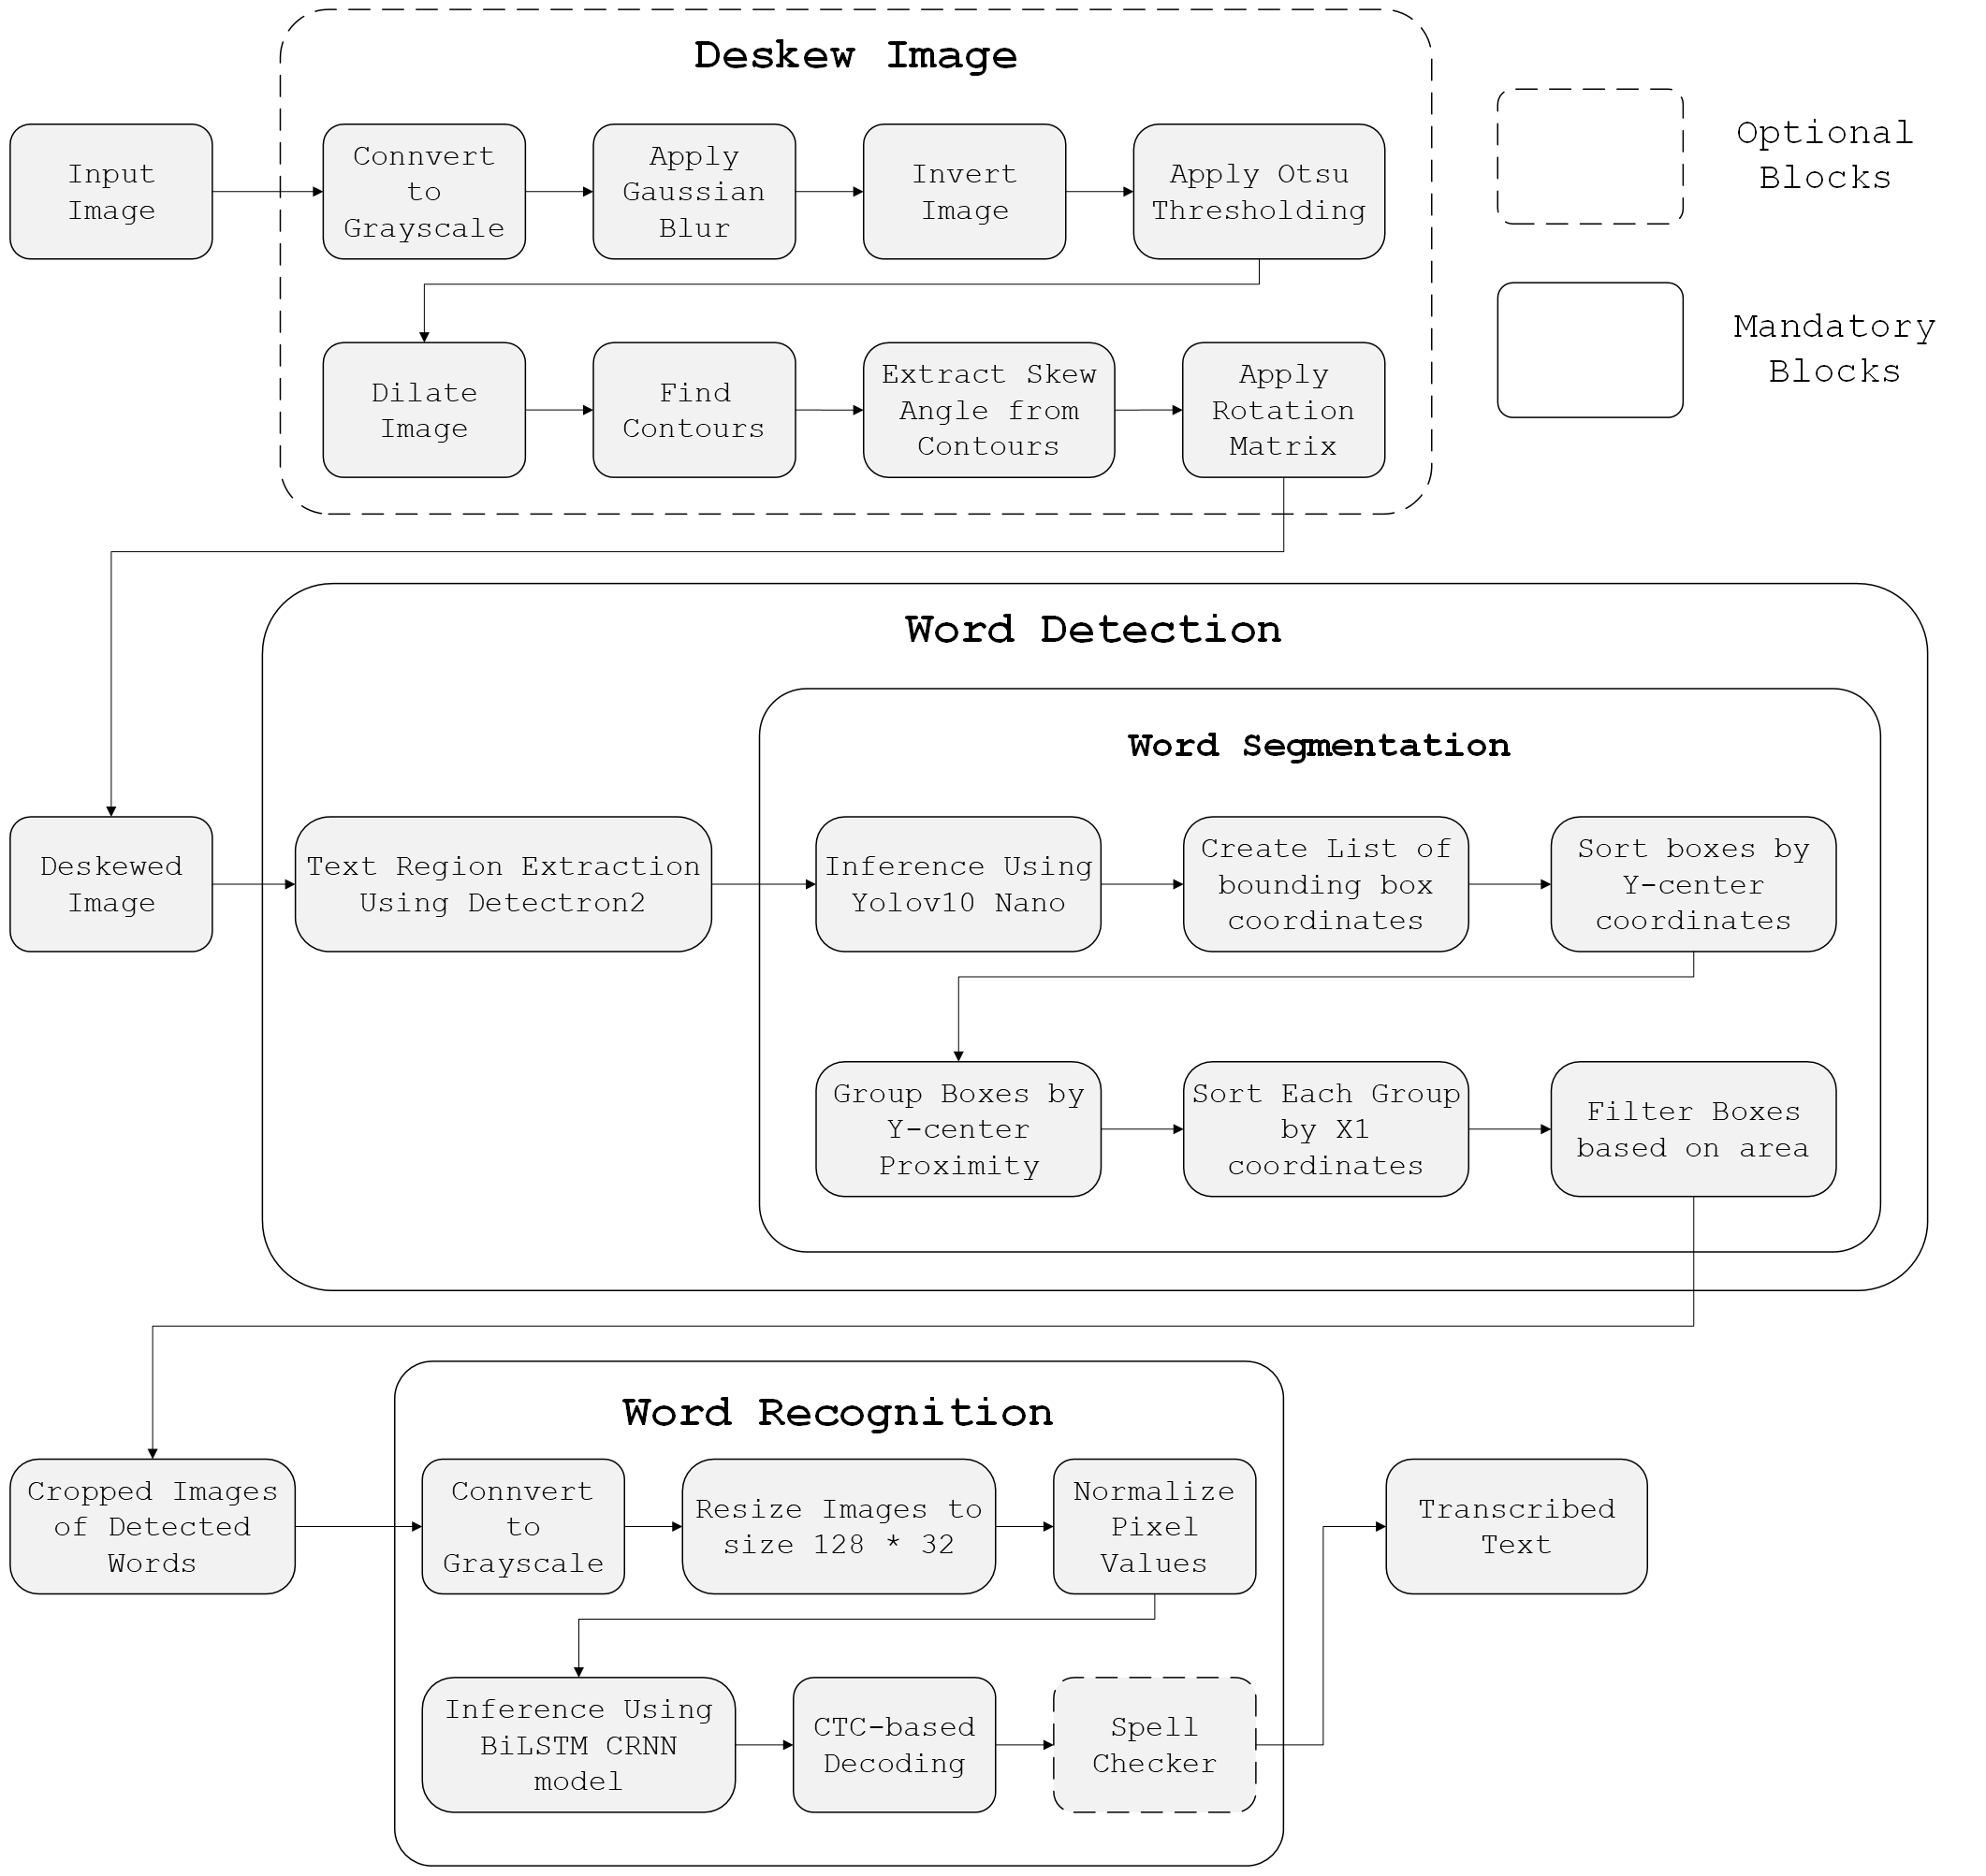 Deskew Image
Input
Image
Connvert
to
Grayscale
Apply
Gaussian
Blur
Invert
Image
Apply Otsu
Thresholding
Optional
Blocks
Mandatory
Blocks
Dilate
Image
Find
Contours
Extract Skew
Angle from
Contours
Apply
Rotation
Matrix
Word Detection
Word Segmentation
Deskewed
Image
Text Region Extraction
Using Detectron2
Inference Using
Yolov10 Nano
Create List of
bounding box
coordinates
Sort boxes by
Y-center
coordinates
Group Boxes by
Y-center
Proximity
Sort Each Group
by X1
coordinates
Filter Boxes
based on area
Word Recognition
Cropped Images
of Detected
Words
Connvert
to
Grayscale
Resize Images to
size 128 * 32
Normalize
Pixel
Values
Transcribed
Text
Inference Using
BiLSTM CRNN
model
CTC-based
Decoding
Spell
Checker